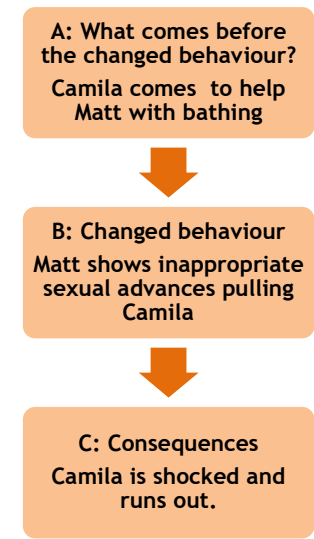 A: What comes before
the changed behaviour?
Camila comes to help
Matt with bathing
B: Changed behaviour
Matt shows inappropriate
sexual advances pulling
Camila
C: Consequences
Camila is shocked and
runs out.